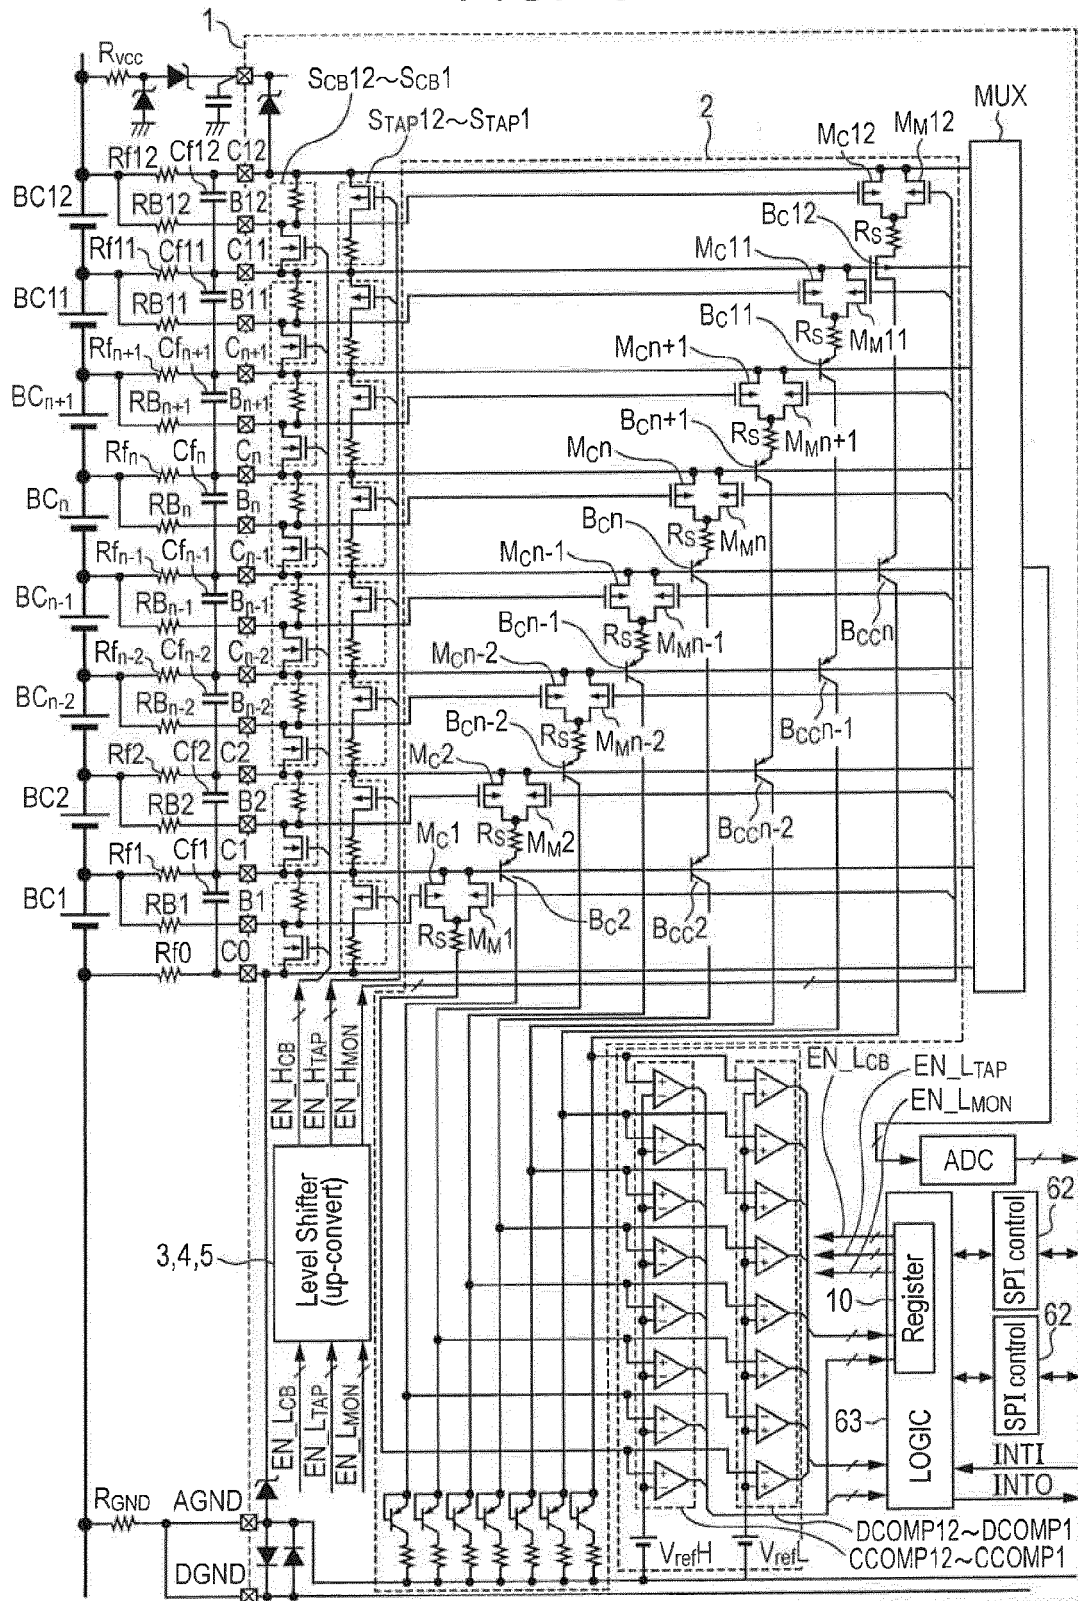 1
RVCC
SCB12~SCB1
STAP12~STAP1
2
MUX
MC12
MM12
Rf12
Cf12
C12
BC12
RB12
B12
BC12
RS
Rf11
Cf11
C11
MC11
BC11
RB11
B11
BC11
RS
MM11
Rfn+1
Cfn+1
Cn+1
MCn+1
BCn+1
RBn+1
Bn+1
BCn+1
RS
MMn+1
Rfn
Cfn
Cn
MCn
BCn
RBn
Bn
BCn
RS
MMn
Rfn-1
Cfn-1
Cn-1
MCn-1
BCn-1
RBn-1
Bn-1
BCn-1
RS
MMn-1
BCCn
Rfn-2
Cfn-2
Cn-2
MCn-2
BCn-2
RBn-2
Bn-2
BCn-2
RS
MMn-2
BCCn-1
Rf2
Cf2
C2
MC2
BC2
RB2
B2
RS
MM2
BCCn-2
Rf1
Cf1
C1
MC1
BC1
RB1
B1
RS
MM1
BC2
BCC2
Rf0
C0
EN_HCB
EN_HTAP
EN_HMON
EN_LCB
EN_LTAP
EN_LMON
ADC
3,4,5
Level Shifter
(up-convert)
10
Register
63
LOGIC
62
SPI control
62
SPI control
EN_LCB
EN_LTAP
EN_LMON
INTI
INTO
RGND
AGND
DGND
VrefH
VrefL
DCOMP12~DCOMP1
CCOMP12~CCOMP1